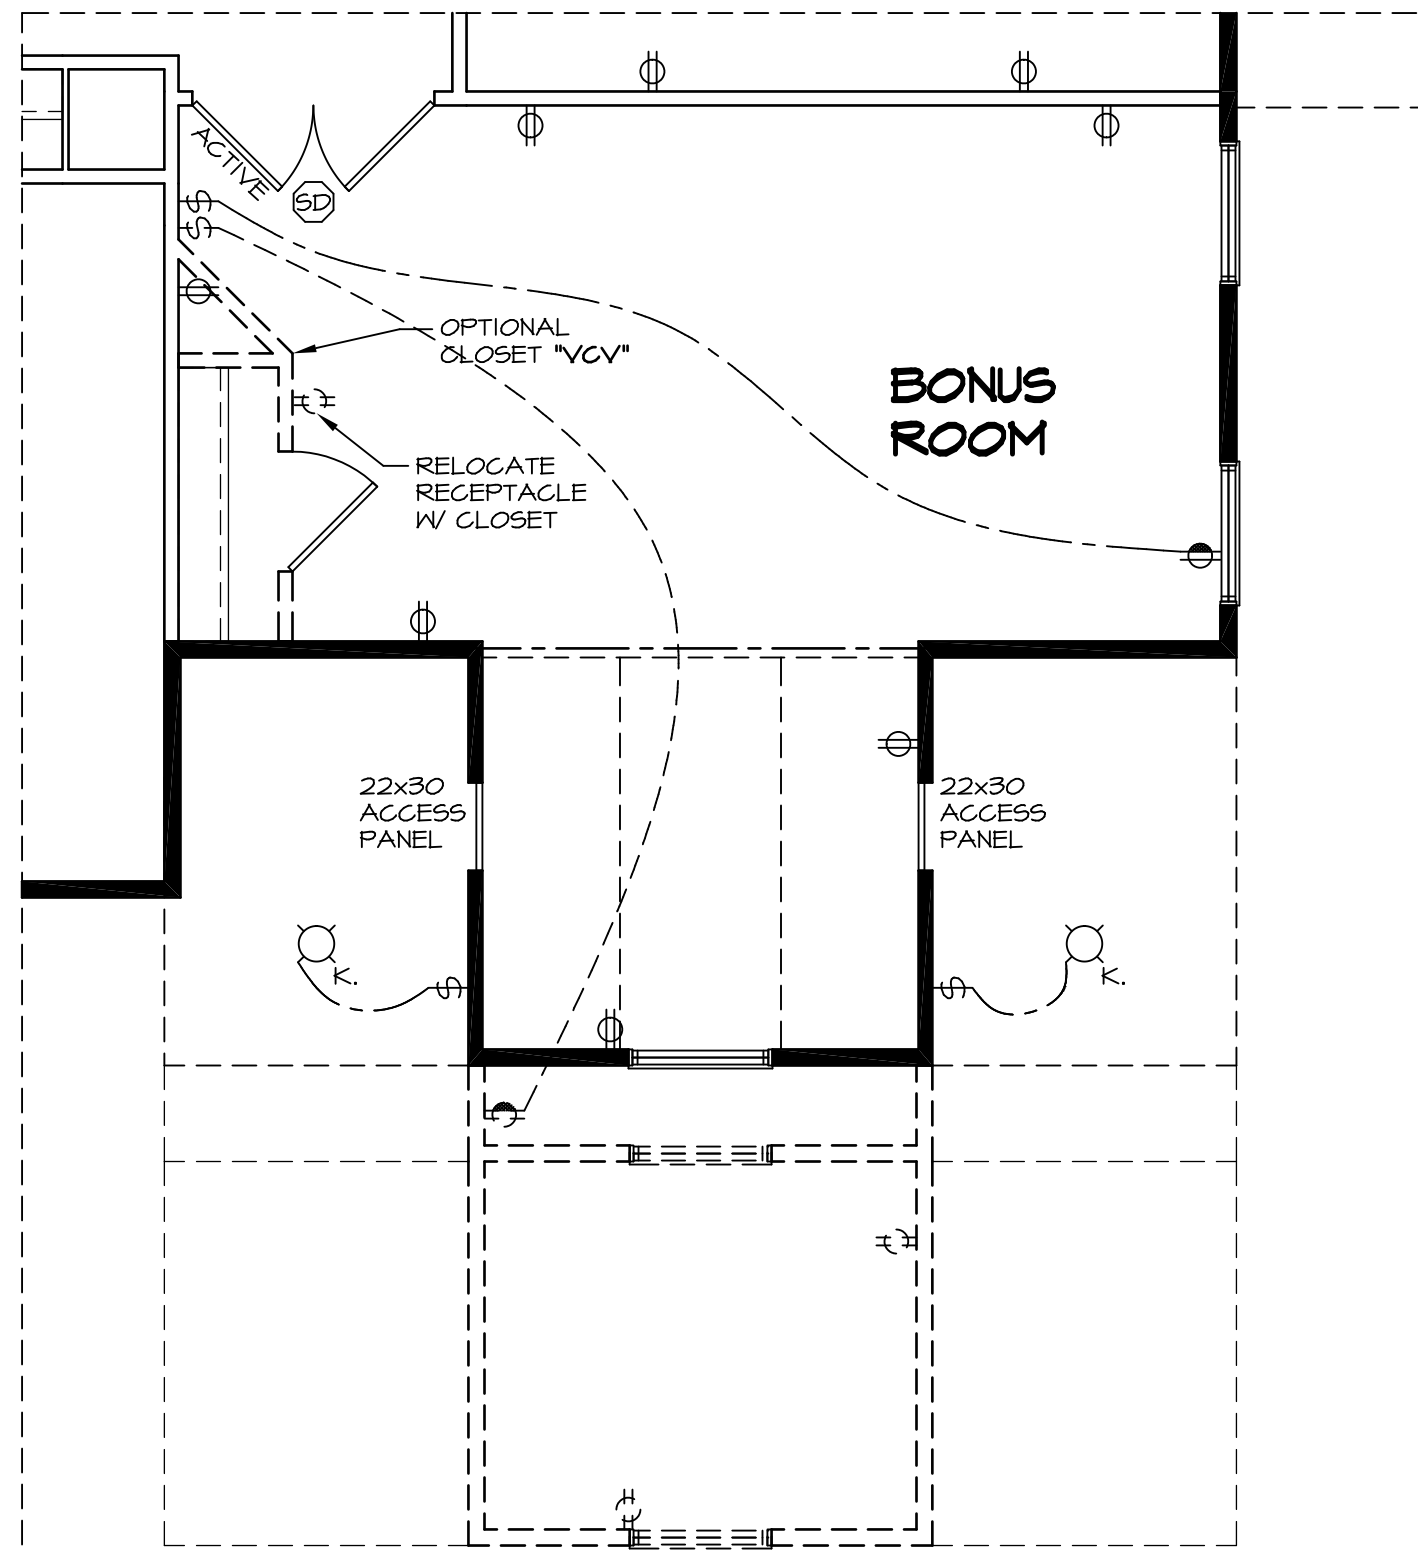 ACTIVE
SD
S
S
OPTIONAL
CLOSET "VCV"
BONUS
ROOM
RELOCATE
RECEPTACLE
W/ CLOSET
22x30
ACCESS
PANEL
22x30
ACCESS
PANEL
K.
S
S
K.